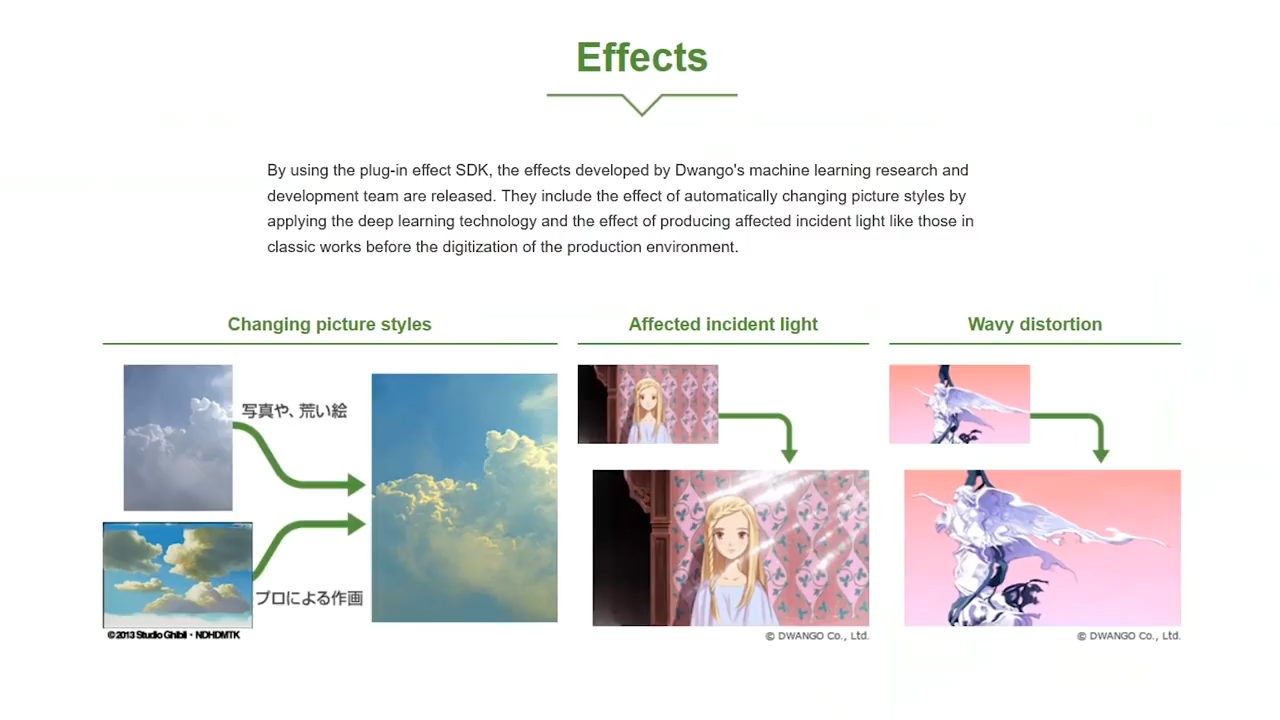 Effects
By using the plug-in effect SDK, the effects developed by Dwango's machine learning research and
development team are released. They include the effect of automatically changing picture styles by
applying the deep learning technology and the effect of producing affected incident light like those in
classic works before the digitization of the production environment.
Changing picture styles
写真や、荒い絵
プロによる作画
©2013 Studio Ghibli・NDHDMTK
Affected incident light
© DWANGO Co., Ltd.
Wavy distortion
© DWANGO Co., Ltd.